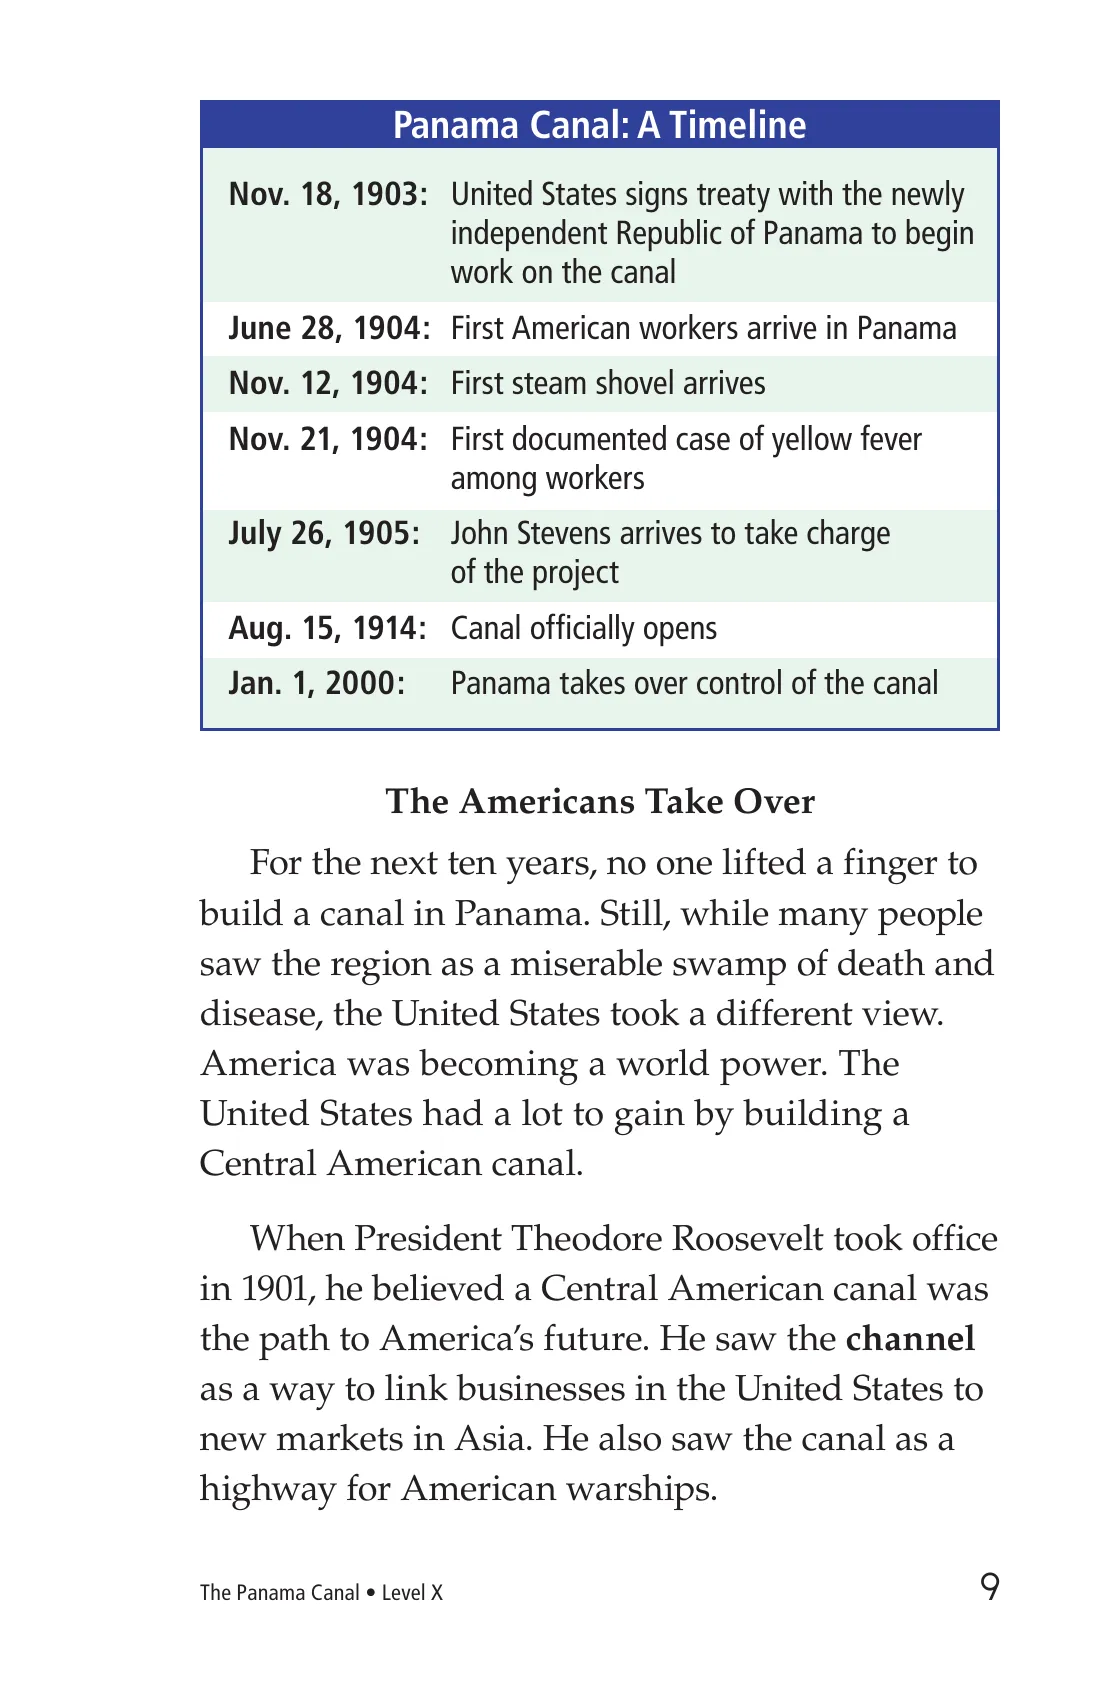 Panama Canal: A Timeline
Nov. 18, 1903: United States signs treaty with the newly
independent Republic of Panama to begin
work on the canal
June 28, 1904: First American workers arrive in Panama
Nov. 12, 1904: First steam shovel arrives
Nov. 21, 1904: First documented case of yellow fever
among workers
July 26, 1905: John Stevens arrives to take charge
of the project
Aug. 15, 1914: Canal officially opens
Jan. 1, 2000: Panama takes over control of the canal
The Americans Take Over
For the next ten years, no one lifted a finger to
build a canal in Panama. Still, while many people
saw the region as a miserable swamp of death and
disease, the United States took a different view.
America was becoming a world power. The
United States had a lot to gain by building a
Central American canal.
When President Theodore Roosevelt took office
in 1901, he believed a Central American canal was
the path to America’s future. He saw the channel
as a way to link businesses in the United States to
new markets in Asia. He also saw the canal as a
highway for American warships.
The Panama Canal • Level X 9